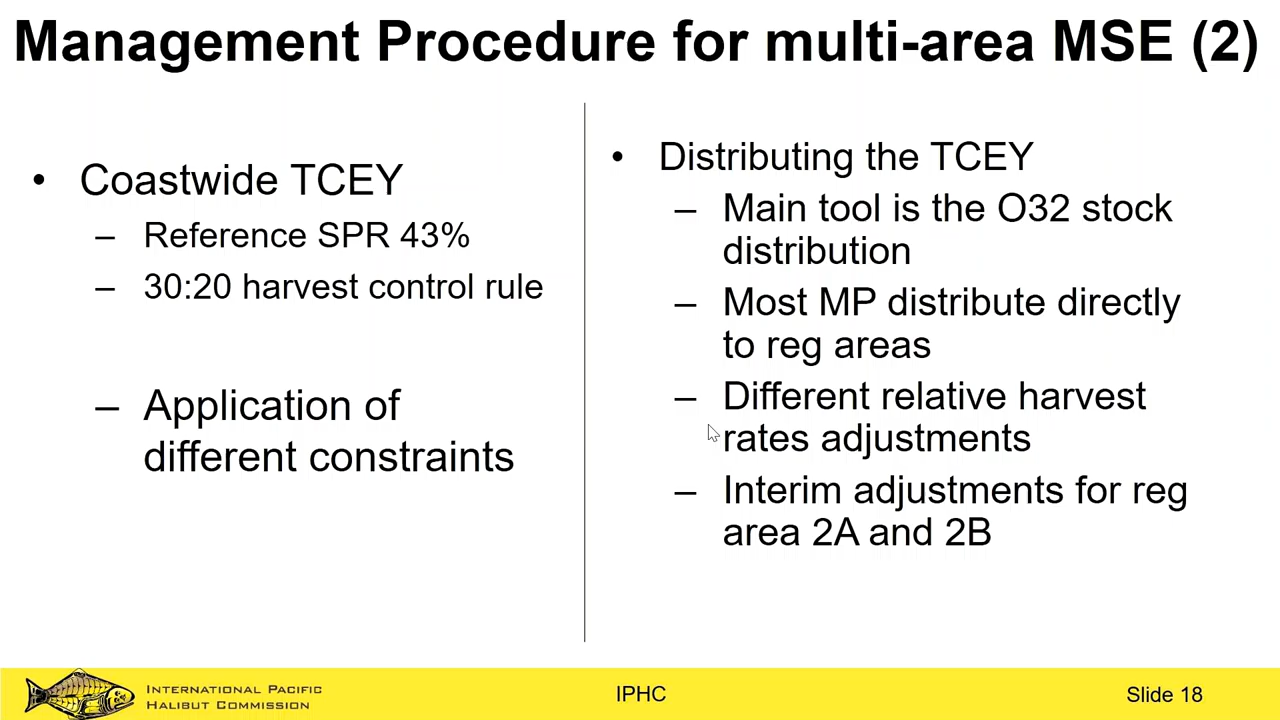 Management Procedure for multi-area MSE (2)
• Coastwide TCEY
– Reference SPR 43%
– 30:20 harvest control rule
– Application of
different constraints
• Distributing the TCEY
– Main tool is the O32 stock
distribution
– Most MP distribute directly
to reg areas
– Different relative harvest
rates adjustments
– Interim adjustments for reg
area 2A and 2B
INTERNATIONAL PACIFIC
HALIBUT COMMISSION
IPHC
Slide 18